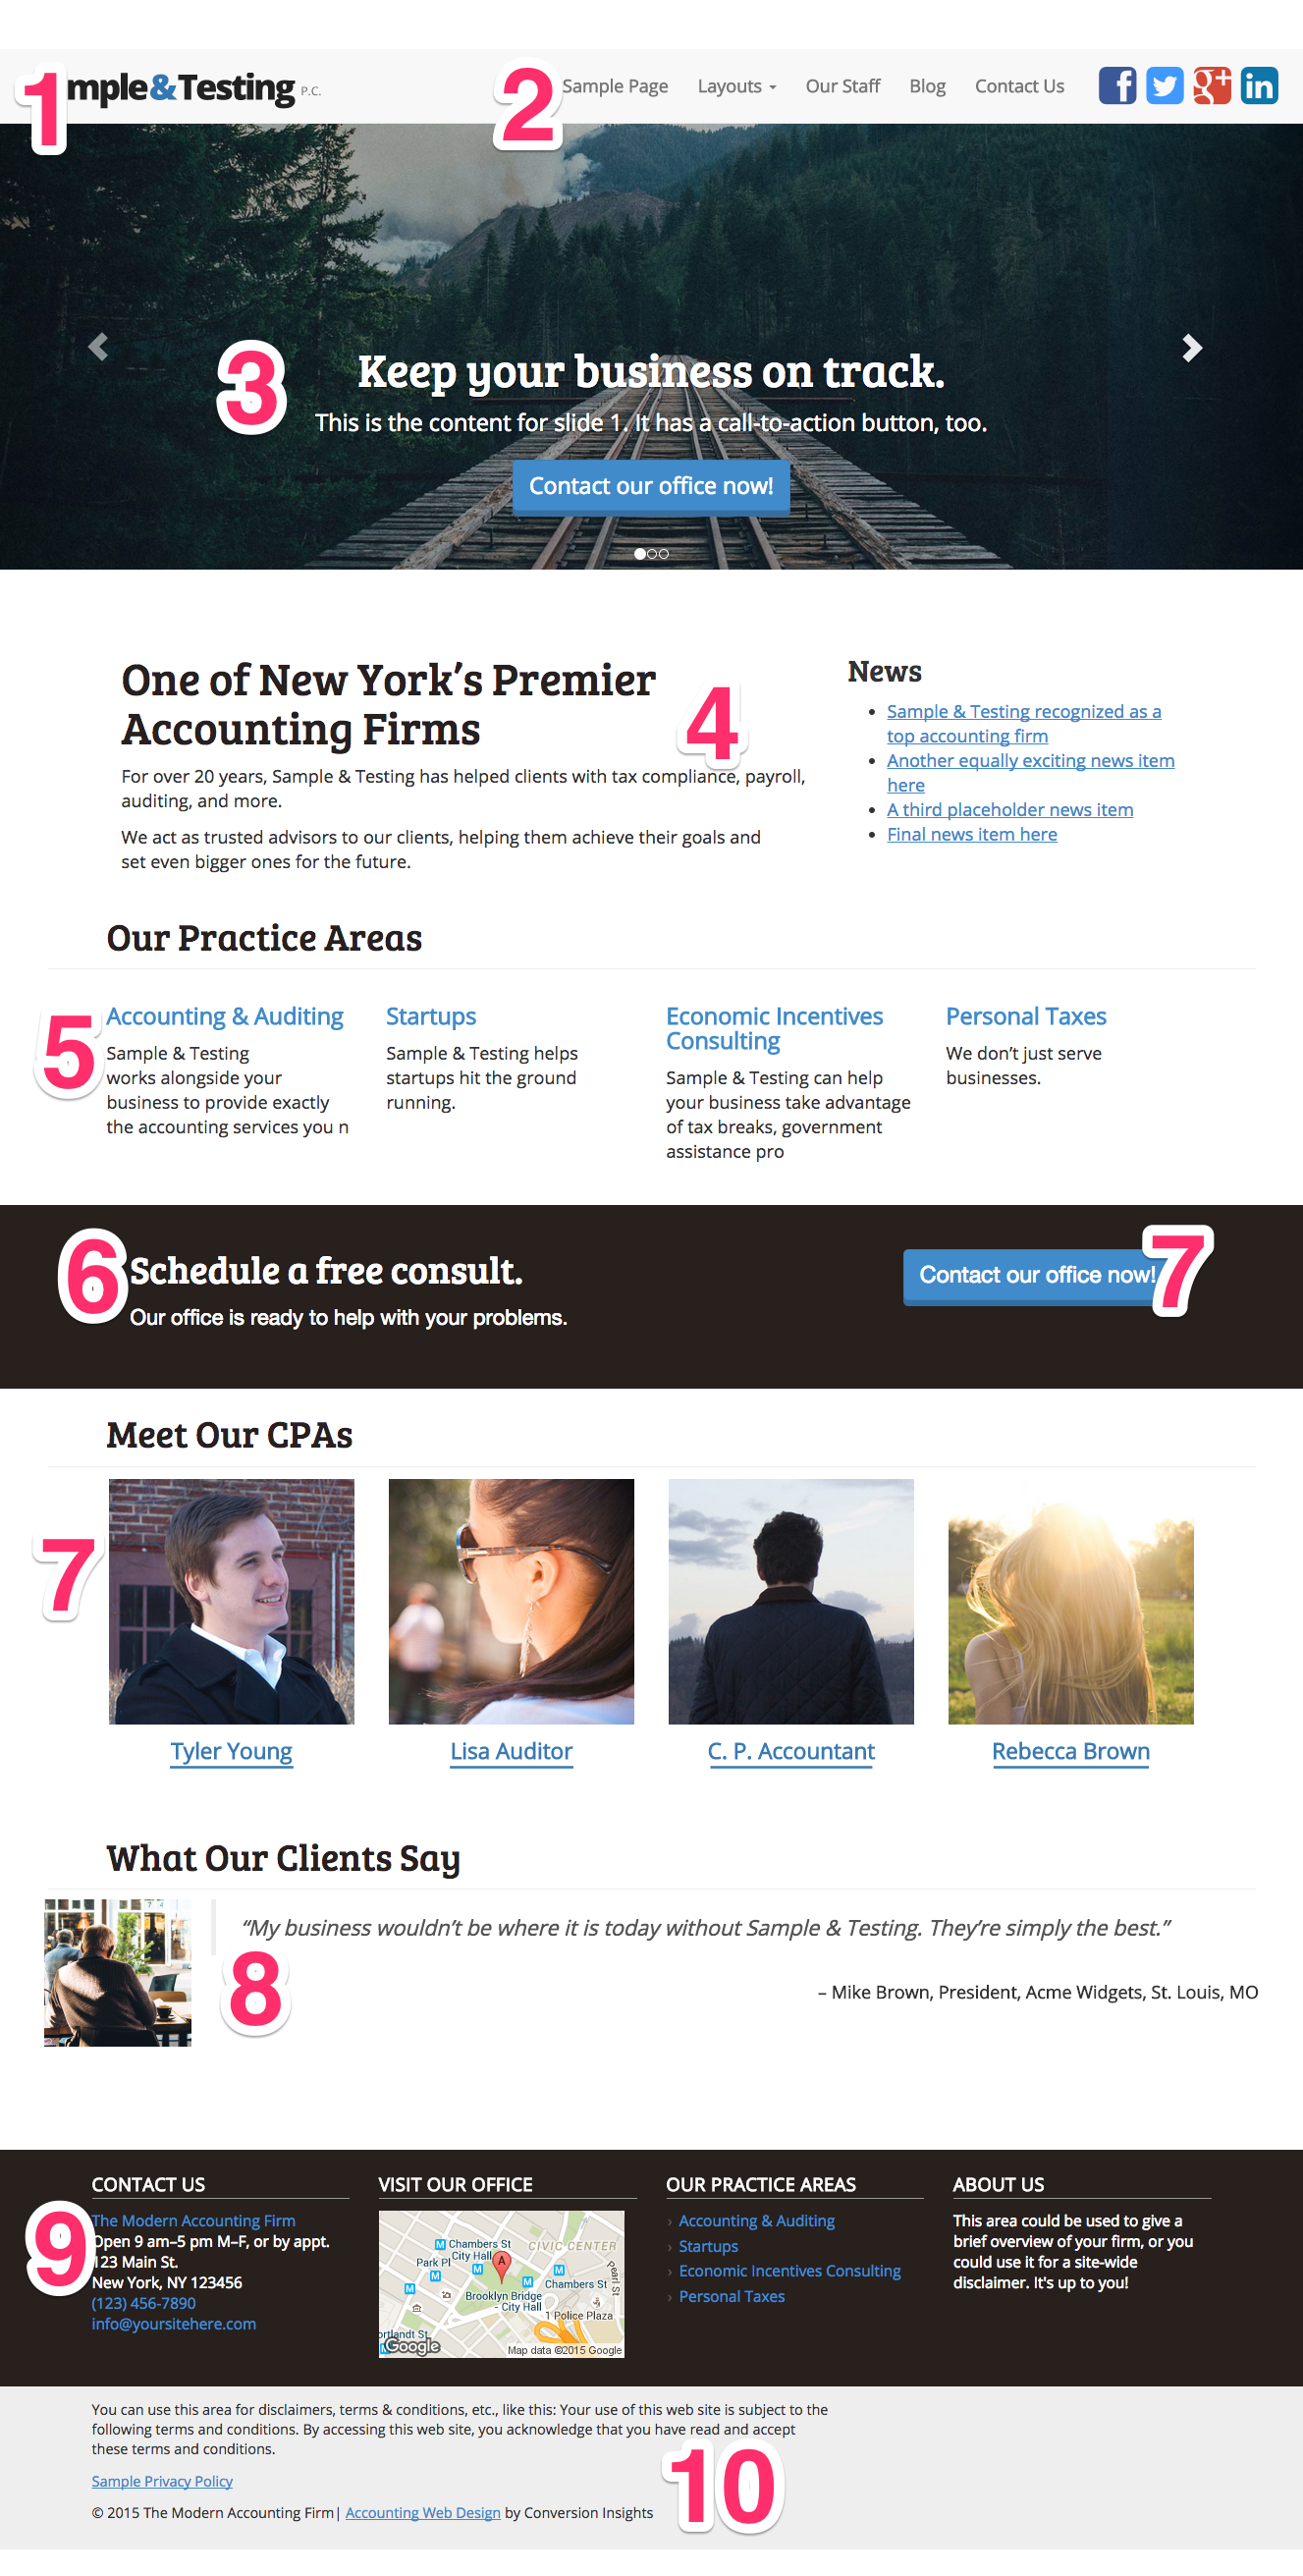 1
mple&Testing P.C.
2
Sample Page Layouts Our Staff Blog Contact Us
f g+ in
3
Keep your business on track.
This is the content for slide 1. It has a call-to-action button, too.
Contact our office now!
One of New York’s Premier
Accounting Firms
4
For over 20 years, Sample & Testing has helped clients with tax compliance, payroll,
auditing, and more.
We act as trusted advisors to our clients, helping them achieve their goals and
set even bigger ones for the future.
News
Sample & Testing recognized as a
top accounting firm
Another equally exciting news item
here
A third placeholder news item
Final news item here
Our Practice Areas
5
Accounting & Auditing
Sample & Testing
works alongside your
business to provide exactly
the accounting services you n
Startups
Sample & Testing helps
startups hit the ground
running.
Economic Incentives
Consulting
Sample & Testing can help
your business take advantage
of tax breaks, government
assistance pro
Personal Taxes
We don’t just serve
businesses.
6
Schedule a free consult.
Our office is ready to help with your problems.
Contact our office now!
7
Meet Our CPAs
7
Tyler Young
Lisa Auditor
C. P. Accountant
Rebecca Brown
What Our Clients Say
“My business wouldn’t be where it is today without Sample & Testing. They’re simply the best.”
8
– Mike Brown, President, Acme Widgets, St. Louis, MO
9
CONTACT US
The Modern Accounting Firm
Open 9 am–5 pm M–F, or by appt.
123 Main St.
New York, NY 123456
(123) 456-7890
info@yoursitehere.com
VISIT OUR OFFICE
Chambers St
City Hall
CIVIC CENTER
Park Pl
A
Pearl St
Chambers St
Brooklyn Bridge
- City Hall
1 Police Plaza
ortlandt St
Google
Map data ©2015 Google
OUR PRACTICE AREAS
› Accounting & Auditing
› Startups
› Economic Incentives Consulting
› Personal Taxes
ABOUT US
This area could be used to give a
brief overview of your firm, or you
could use it for a site-wide
disclaimer. It's up to you!
You can use this area for disclaimers, terms & conditions, etc., like this: Your use of this web site is subject to the
following terms and conditions. By accessing this web site, you acknowledge that you have read and accept
these terms and conditions.
10
Sample Privacy Policy
© 2015 The Modern Accounting Firm| Accounting Web Design by Conversion Insights